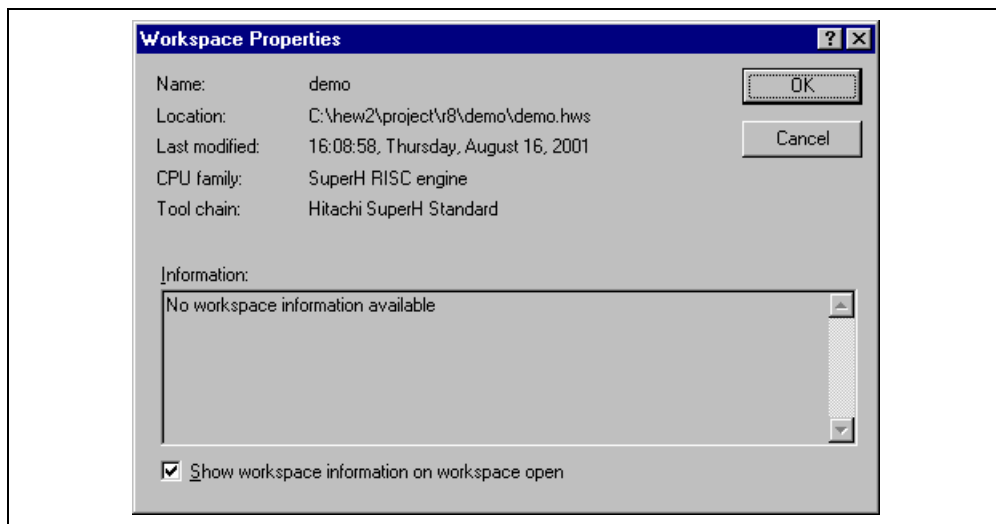 Workspace Properties
Name: demo
OK
Location: C:\hew2\project\r8\demo\demo.hws
Last modified: 16:08:58, Thursday, August 16, 2001
Cancel
CPU family: SuperH RISC engine
Tool chain: Hitachi SuperH Standard
Information:
No workspace information available
Show workspace information on workspace open